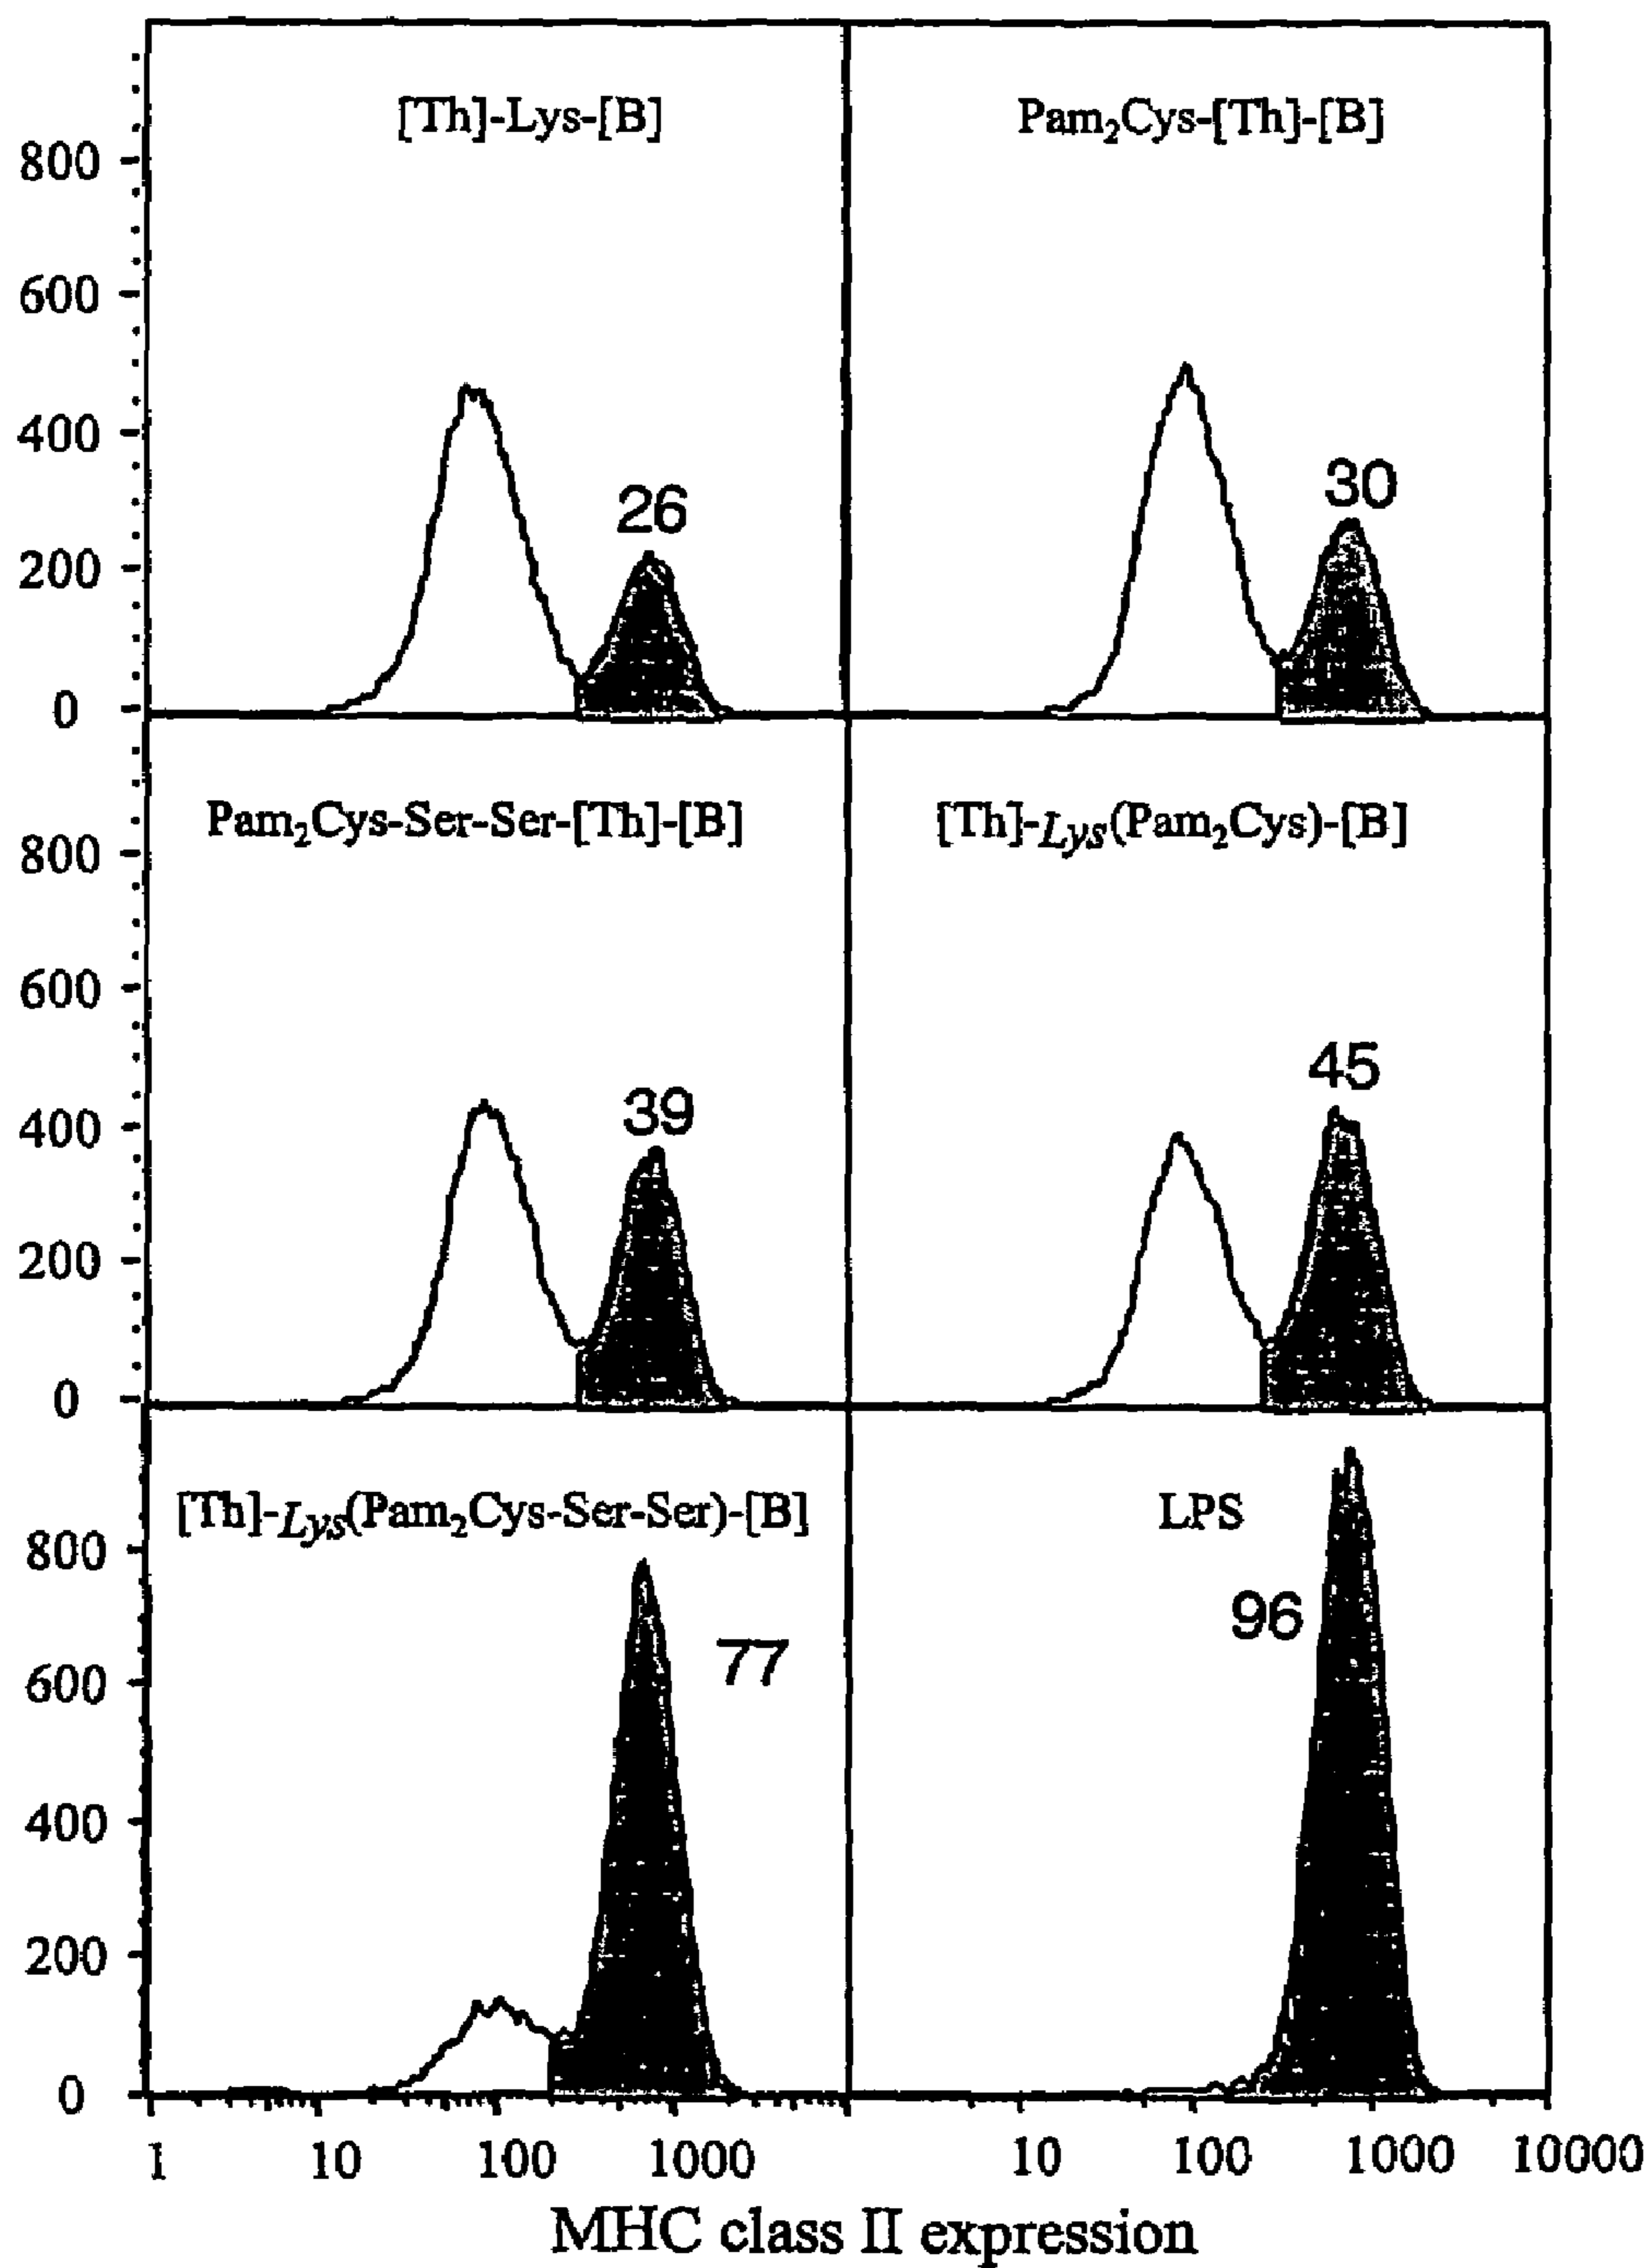 [Th]-Lys-[B]
Pam₂Cys-[Th]-[B]
800
600
400
200
0
26
30
Pam₂Cys-Ser-Ser-[Th]-[B]
[Th]-Lys(Pam₂Cys)-[B]
800
600
400
200
0
39
45
[Th]-Lys(Pam₂Cys-Ser-Ser)-[B]
LPS
800
600
400
200
0
77
96
1 10 100 1000 10 100 1000 10000
MHC class II expression